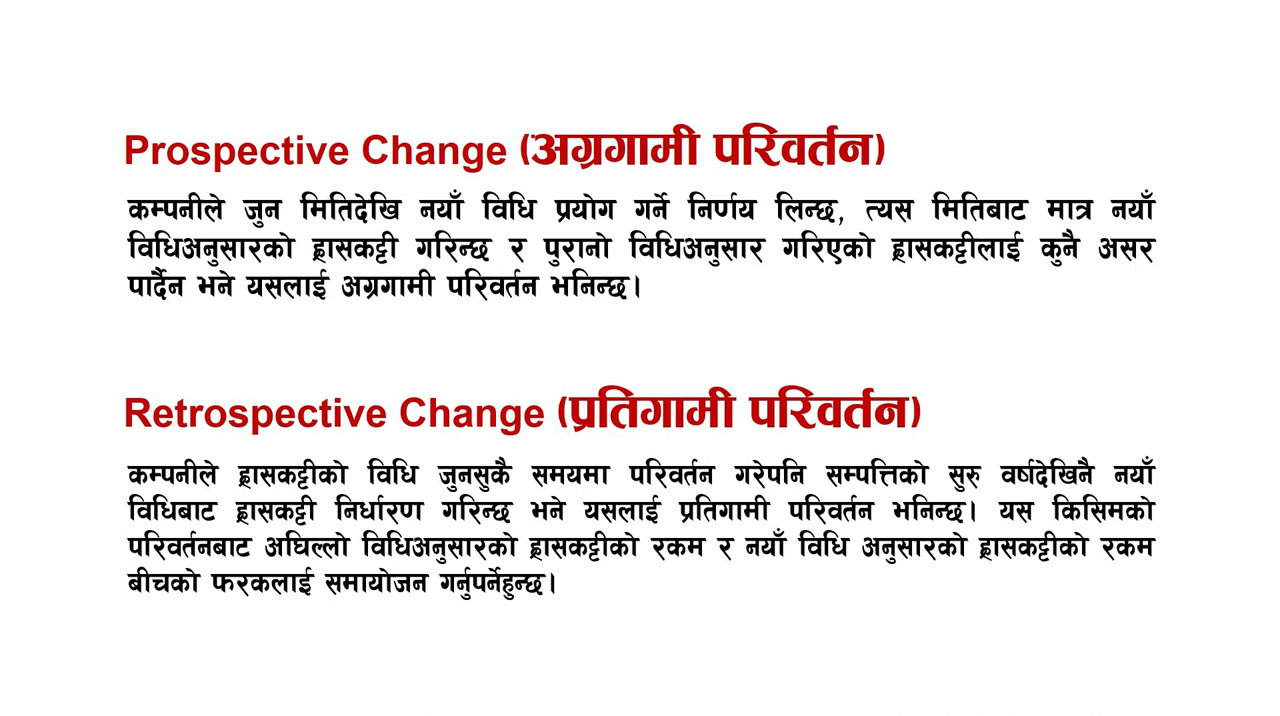 Prospective Change (अग्रगामी परिवर्तन)
कम्पनीले जुन मितिदेखि नयाँ विधि प्रयोग गर्ने निर्णय लिन्छ, त्यस मितिबाट मात्र नयाँ
विधिअनुसारको ह्रासकट्टी गरिन्छ र पुरानो विधिअनुसार गरिएको ह्रासकट्टीलाई कुनै असर
पार्दैन भने यसलाई अग्रगामी परिवर्तन भनिन्छ।
Retrospective Change (प्रतिगामी परिवर्तन)
कम्पनीले ह्रासकट्टीको विधि जुनसुकै समयमा परिवर्तन गरेपनि सम्पत्तिको सुरु वर्षदेखिनै नयाँ
विधिबाट ह्रासकट्टी निर्धारण गरिन्छ भने यसलाई प्रतिगामी परिवर्तन भनिन्छ। यस किसिमको
परिवर्तनबाट अघिल्लो विधिअनुसारको ह्रासकट्टीको रकम र नयाँ विधि अनुसारको ह्रासकट्टीको रकम
बीचको फरकलाई समायोजन गर्नुपर्नेहुन्छ।